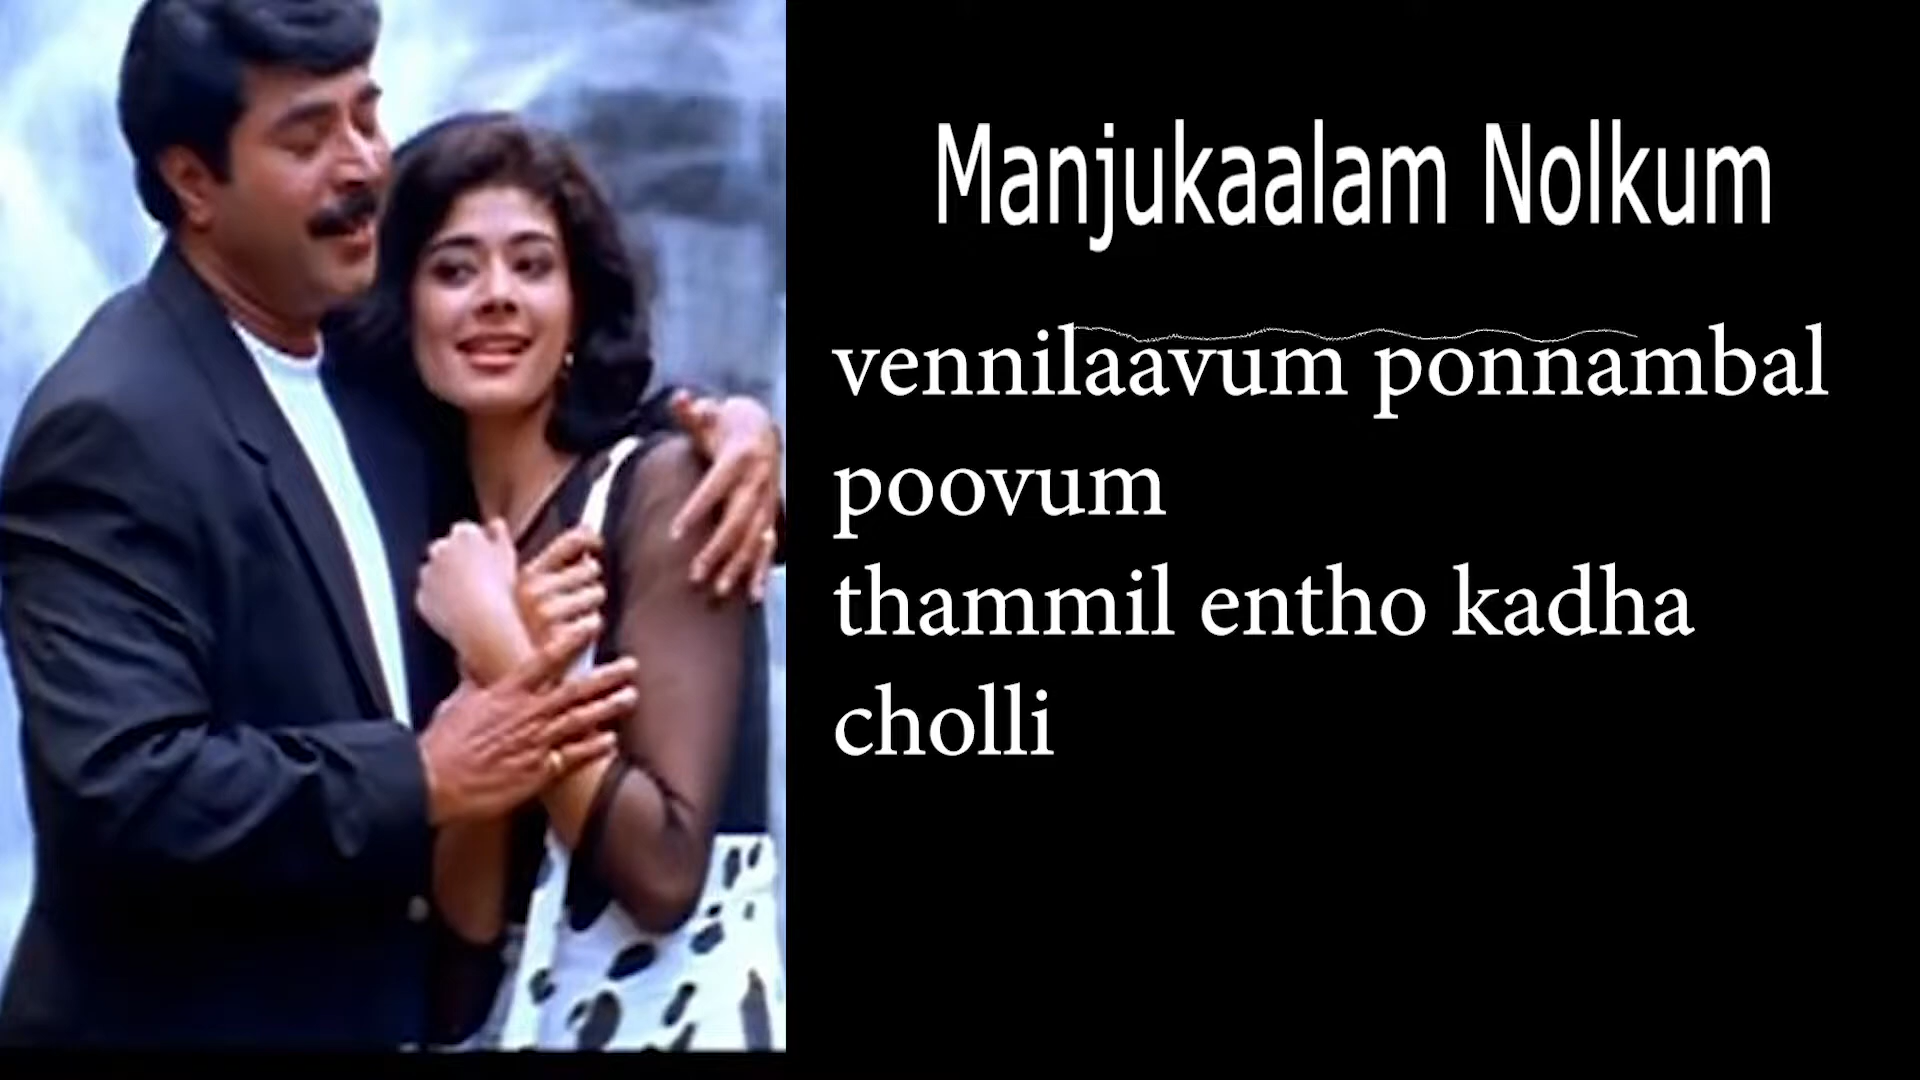 Manjukaalam Nolkum
vennilaavum ponnambal
poovum
thammil entho kadha
cholli